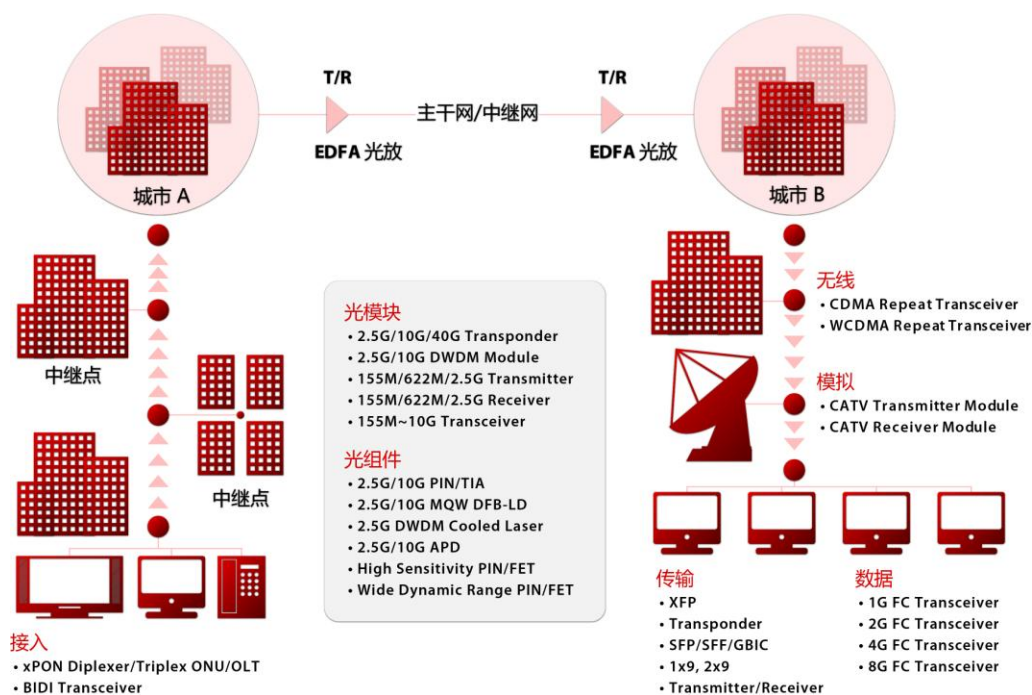 T/R
T/R
主干网/中继网
EDFA 光放
EDFA 光放
城市 A
城市 B
中继点
中继点
接入
• xPON Diplexer/Triplex ONU/OLT
• BIDI Transceiver
光模块
• 2.5G/10G/40G Transponder
• 2.5G/10G DWDM Module
• 155M/622M/2.5G Transmitter
• 155M/622M/2.5G Receiver
• 155M~10G Transceiver
光组件
• 2.5G/10G PIN/TIA
• 2.5G/10G MQW DFB-LD
• 2.5G DWDM Cooled Laser
• 2.5G/10G APD
• High Sensitivity PIN/FET
• Wide Dynamic Range PIN/FET
无线
• CDMA Repeat Transceiver
• WCDMA Repeat Transceiver
模拟
• CATV Transmitter Module
• CATV Receiver Module
传输
• XFP
• Transponder
• SFP/SFF/GBIC
• 1x9, 2x9
• Transmitter/Receiver
数据
• 1G FC Transceiver
• 2G FC Transceiver
• 4G FC Transceiver
• 8G FC Transceiver